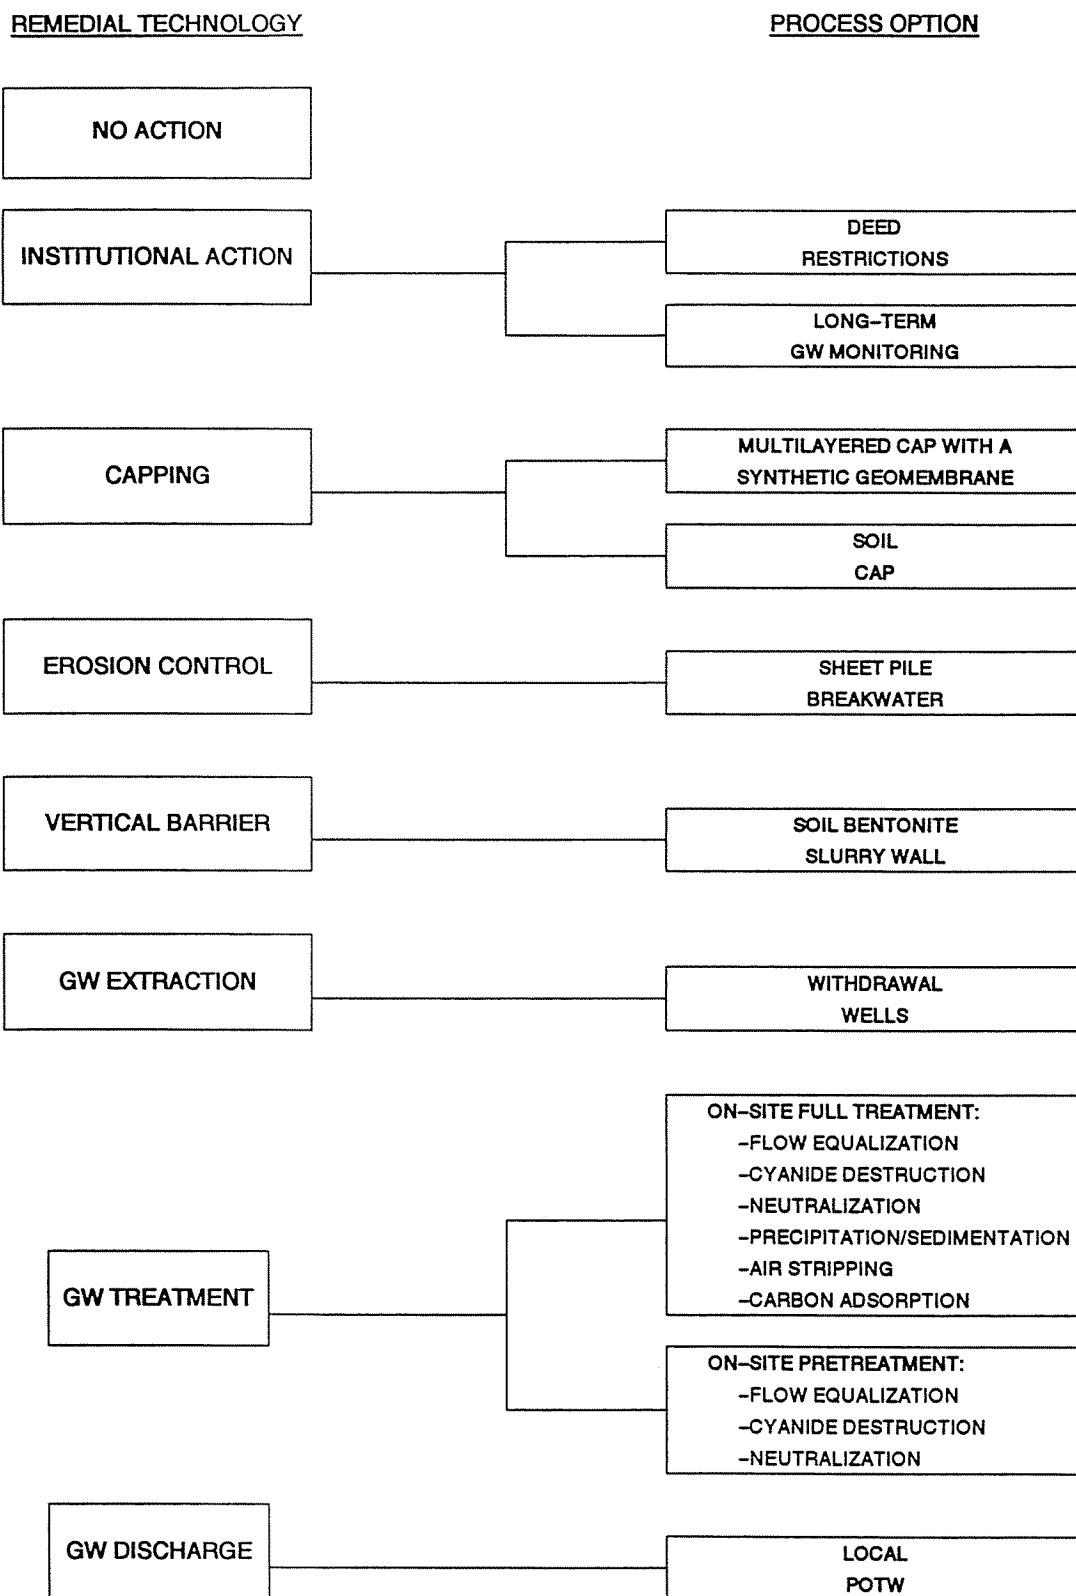 REMEDIAL TECHNOLOGY
PROCESS OPTION
NO ACTION
INSTITUTIONAL ACTION
DEED
RESTRICTIONS
LONG-TERM
GW MONITORING
CAPPING
MULTILAYERED CAP WITH A
SYNTHETIC GEOMEMBRANE
SOIL
CAP
EROSION CONTROL
SHEET PILE
BREAKWATER
VERTICAL BARRIER
SOIL BENTONITE
SLURRY WALL
GW EXTRACTION
WITHDRAWAL
WELLS
GW TREATMENT
ON-SITE FULL TREATMENT:
-FLOW EQUALIZATION
-CYANIDE DESTRUCTION
-NEUTRALIZATION
-PRECIPITATION/SEDIMENTATION
-AIR STRIPPING
-CARBON ADSORPTION
ON-SITE PRETREATMENT:
-FLOW EQUALIZATION
-CYANIDE DESTRUCTION
-NEUTRALIZATION
GW DISCHARGE
LOCAL
POTW